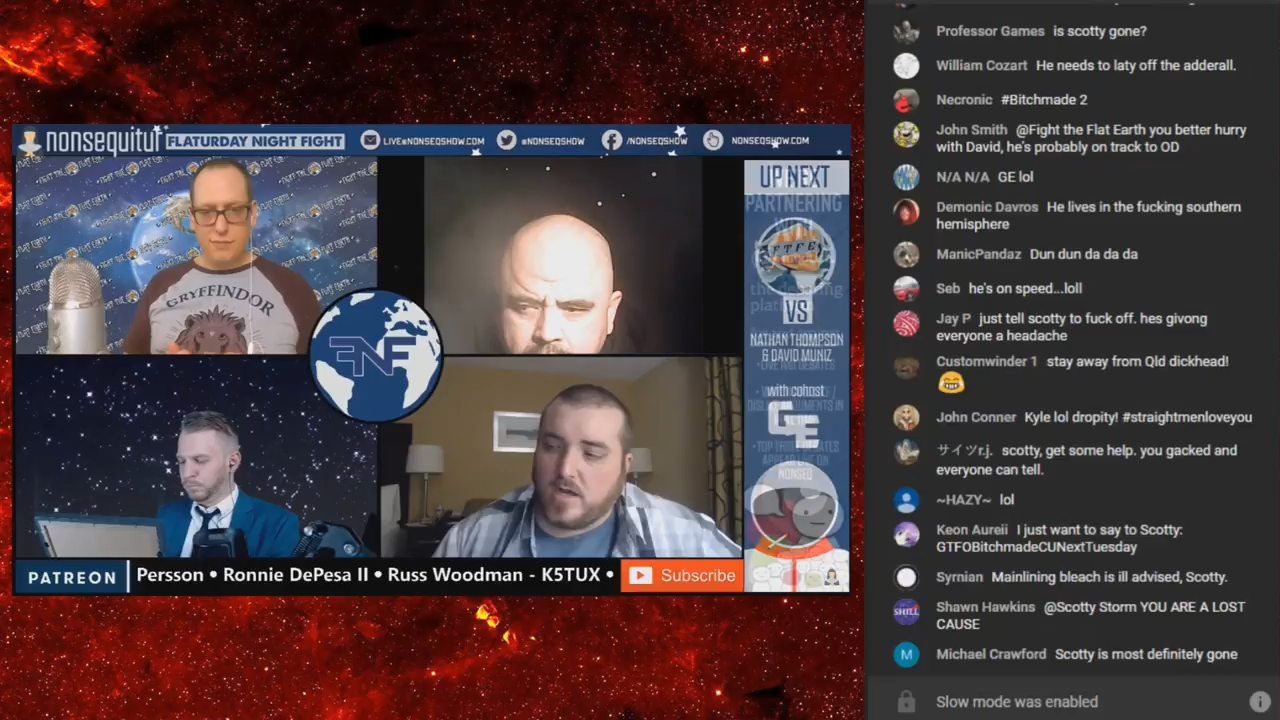 nonsequitur FLATURDAY NIGHT FIGHT LIVE@NONSEQSHOW.COM @NONSEQSHOW /NONSEQSHOW NONSEQSHOW.COM
GRYFFINDOR
FNF
UP NEXT
PARTNERING
FTFE
VS
NATHAN THOMPSON
& DAVID MUNIZ
with cohost
GE
PATREON
Persson • Ronnie DePesa II • Russ Woodman - K5TUX •
Subscribe
Professor Games is scotty gone?
William Cozart He needs to laty off the adderall.
Necronic #Bitchmade 2
John Smith @Fight the Flat Earth you better hurry
with David, he's probably on track to OD
N/A N/A GE lol
Demonic Davros He lives in the fucking southern
hemisphere
ManicPandaz Dun dun da da da
Seb he's on speed...loll
Jay P just tell scotty to fuck off. hes givong
everyone a headache
Customwinder 1 stay away from Qld dickhead!
😂
John Conner Kyle lol dropity! #straightmenloveyou
サイツr.j. scotty, get some help. you gacked and
everyone can tell.
~HAZY~ lol
Keon Aureii I just want to say to Scotty:
GTFOBitchmadeCUNextTuesday
Syrnian Mainlining bleach is ill advised, Scotty.
SHILL
Shawn Hawkins @Scotty Storm YOU ARE A LOST
CAUSE
M
Michael Crawford Scotty is most definitely gone
Slow mode was enabled